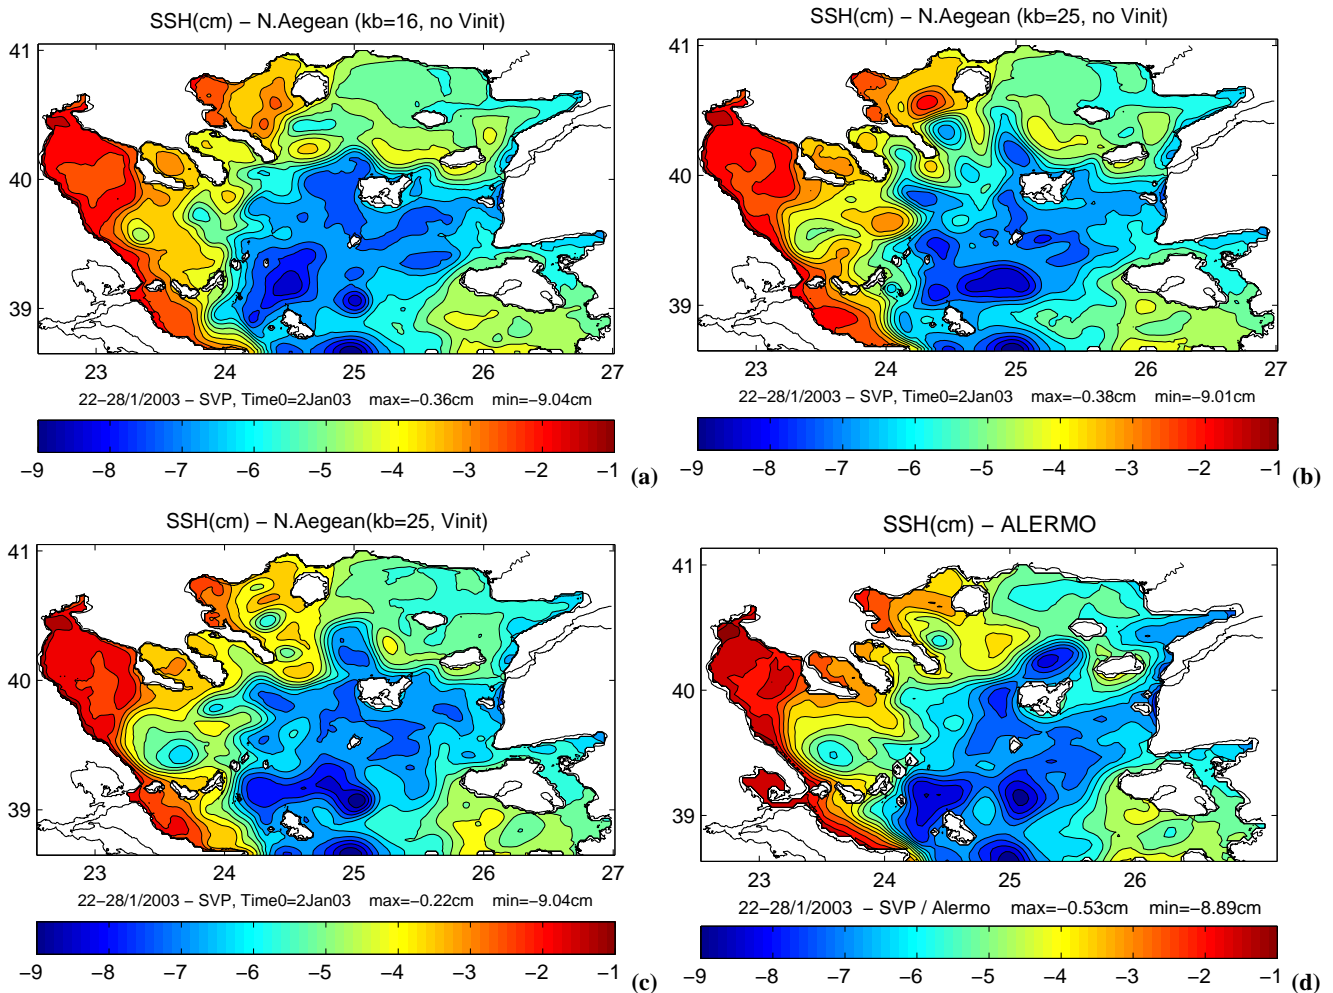 SSH(cm) − N.Aegean (kb=16, no Vinit)
41
40
39
23 24 25 26 27
22−28/1/2003 − SVP, Time0=2Jan03 max=−0.36cm min=−9.04cm
−9 −8 −7 −6 −5 −4 −3 −2 −1
(a)
SSH(cm) − N.Aegean (kb=25, no Vinit)
41
40
39
23 24 25 26 27
22−28/1/2003 − SVP, Time0=2Jan03 max=−0.38cm min=−9.01cm
−9 −8 −7 −6 −5 −4 −3 −2 −1
(b)
SSH(cm) − N.Aegean(kb=25, Vinit)
41
40
39
23 24 25 26 27
22−28/1/2003 − SVP, Time0=2Jan03 max=−0.22cm min=−9.04cm
−9 −8 −7 −6 −5 −4 −3 −2 −1
(c)
SSH(cm) − ALERMO
41
40
39
23 24 25 26
22−28/1/2003 − SVP / Alermo max=−0.53cm min=−8.89cm
−9 −8 −7 −6 −5 −4 −3 −2 −1
(d)